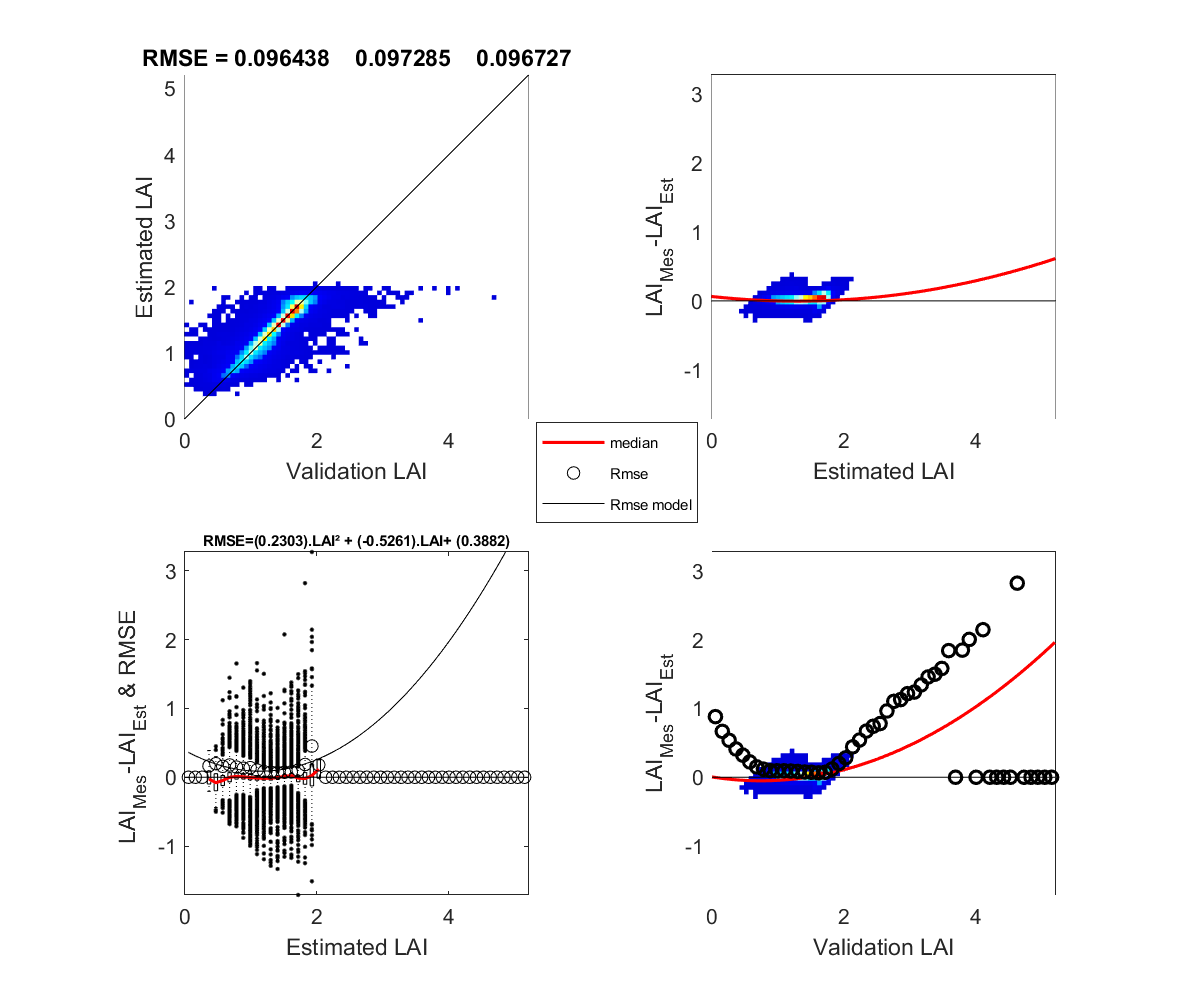 RMSE = 0.096438 0.097285 0.096727
5
4
3
2
1
0
0 2 4
Estimated LAI
Validation LAI
3
2
1
0
-1
0 2 4
LAI_Mes-LAI_Est
Estimated LAI
median
Rmse
Rmse model
RMSE=(0.2303).LAI² + (-0.5261).LAI+ (0.3882)
3
2
1
0
-1
0 2 4
LAI_Mes-LAI_Est & RMSE
Estimated LAI
3
2
1
0
-1
0 2 4
LAI_Mes-LAI_Est
Validation LAI